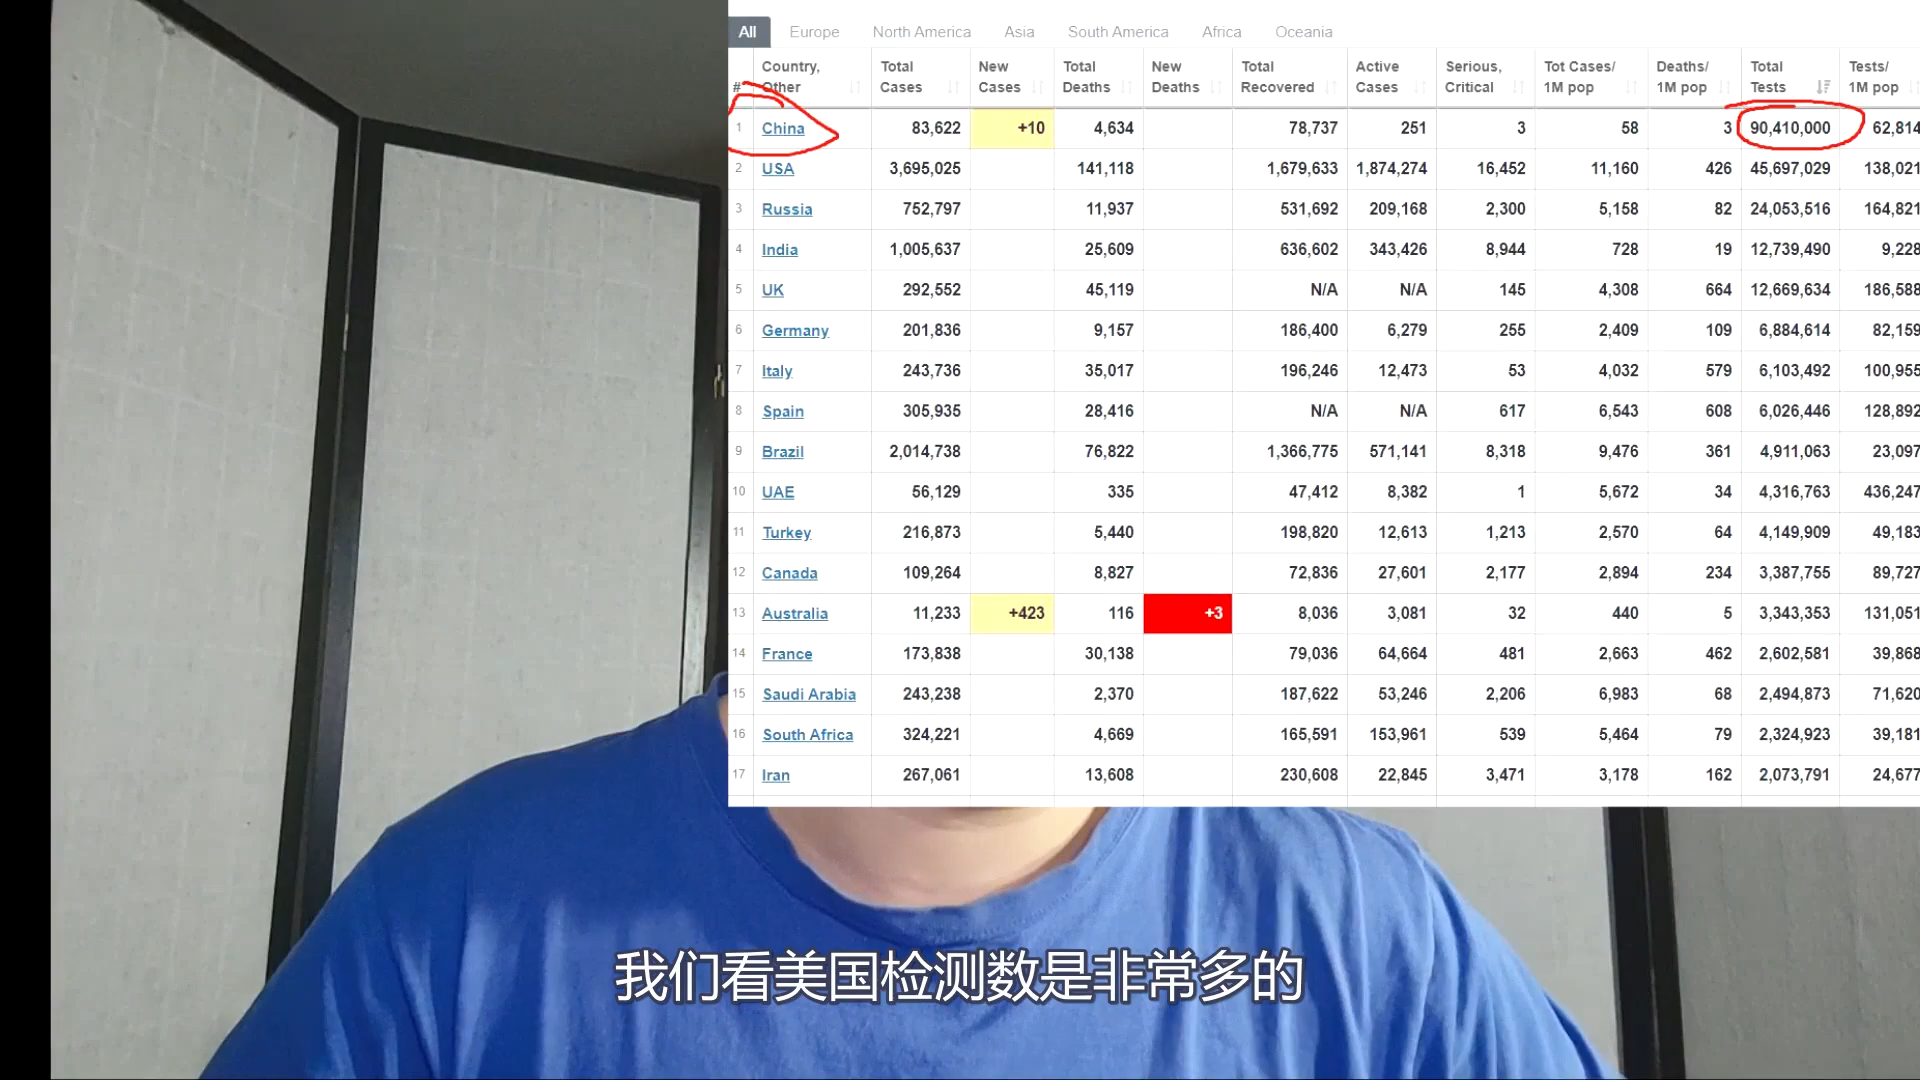 All Europe North America Asia South America Africa Oceania
# Country, Other Total Cases New Cases Total Deaths New Deaths Total Recovered Active Cases Serious, Critical Tot Cases/ 1M pop Deaths/ 1M pop Total Tests Tests/ 1M pop
1 China 83,622 +10 4,634 78,737 251 3 58 3 90,410,000 62,814
2 USA 3,695,025 141,118 1,679,633 1,874,274 16,452 11,160 426 45,697,029 138,021
3 Russia 752,797 11,937 531,692 209,168 2,300 5,158 82 24,053,516 164,821
4 India 1,005,637 25,609 636,602 343,426 8,944 728 19 12,739,490 9,228
5 UK 292,552 45,119 N/A N/A 145 4,308 664 12,669,634 186,588
6 Germany 201,836 9,157 186,400 6,279 255 2,409 109 6,884,614 82,159
7 Italy 243,736 35,017 196,246 12,473 53 4,032 579 6,103,492 100,955
8 Spain 305,935 28,416 N/A N/A 617 6,543 608 6,026,446 128,892
9 Brazil 2,014,738 76,822 1,366,775 571,141 8,318 9,476 361 4,911,063 23,097
10 UAE 56,129 335 47,412 8,382 1 5,672 34 4,316,763 436,247
11 Turkey 216,873 5,440 198,820 12,613 1,213 2,570 64 4,149,909 49,183
12 Canada 109,264 8,827 72,836 27,601 2,177 2,894 234 3,387,755 89,727
13 Australia 11,233 +423 116 +3 8,036 3,081 32 440 5 3,343,353 131,051
14 France 173,838 30,138 79,036 64,664 481 2,663 462 2,602,581 39,868
15 Saudi Arabia 243,238 2,370 187,622 53,246 2,206 6,983 68 2,494,873 71,620
16 South Africa 324,221 4,669 165,591 153,961 539 5,464 79 2,324,923 39,181
17 Iran 267,061 13,608 230,608 22,845 3,471 3,178 162 2,073,791 24,677
我们看美国检测数是非常多的